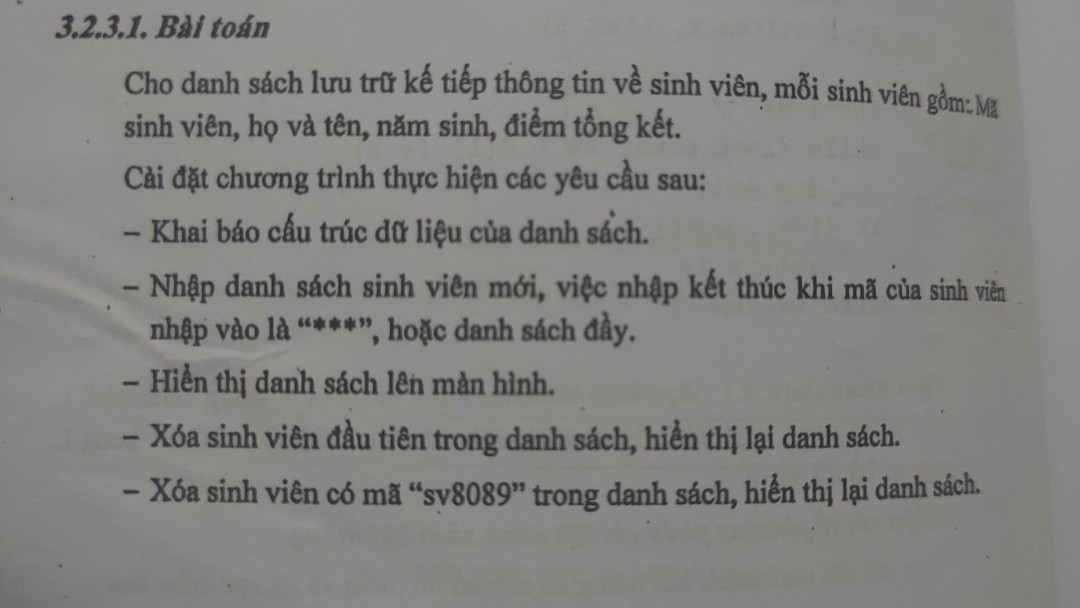 3.2.3.1. Bài toán
Cho danh sách lưu trữ kế tiếp thông tin về sinh viên, mỗi sinh viên gồm: Mã
sinh viên, họ và tên, năm sinh, điểm tổng kết.
Cài đặt chương trình thực hiện các yêu cầu sau:
– Khai báo cấu trúc dữ liệu của danh sách.
– Nhập danh sách sinh viên mới, việc nhập kết thúc khi mã của sinh viên
nhập vào là “***”, hoặc danh sách đầy.
– Hiển thị danh sách lên màn hình.
– Xóa sinh viên đầu tiên trong danh sách, hiển thị lại danh sách.
– Xóa sinh viên có mã “sv8089” trong danh sách, hiển thị lại danh sách.